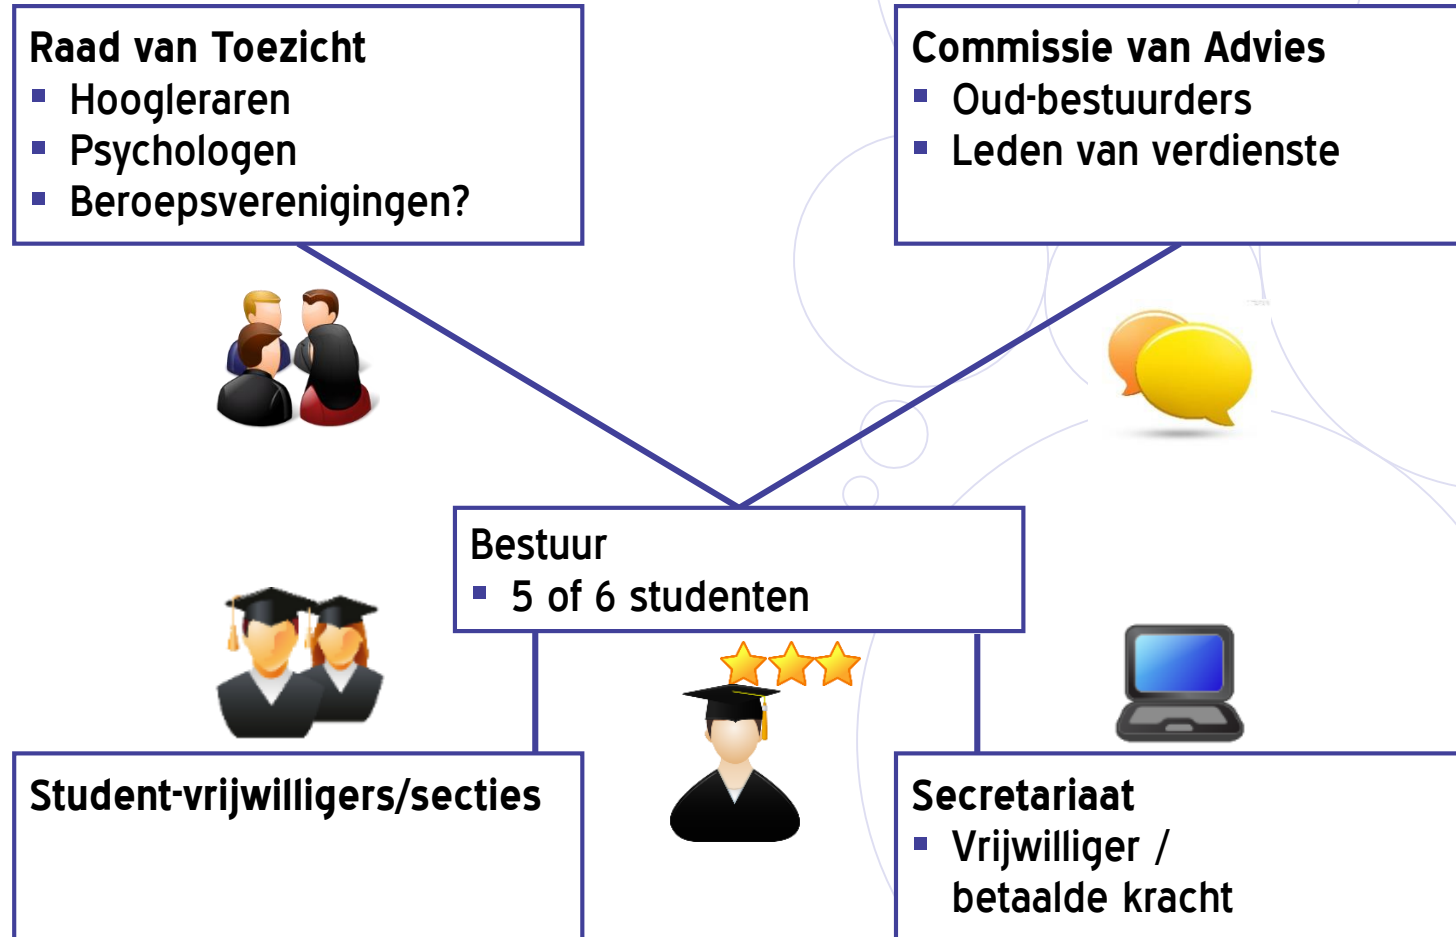 Raad van Toezicht
▪ Hoogleraren
▪ Psychologen
▪ Beroepsverenigingen?
Commissie van Advies
▪ Oud-bestuurders
▪ Leden van verdienste
Bestuur
▪ 5 of 6 studenten
Student-vrijwilligers/secties
Secretariaat
▪ Vrijwilliger /
betaalde kracht